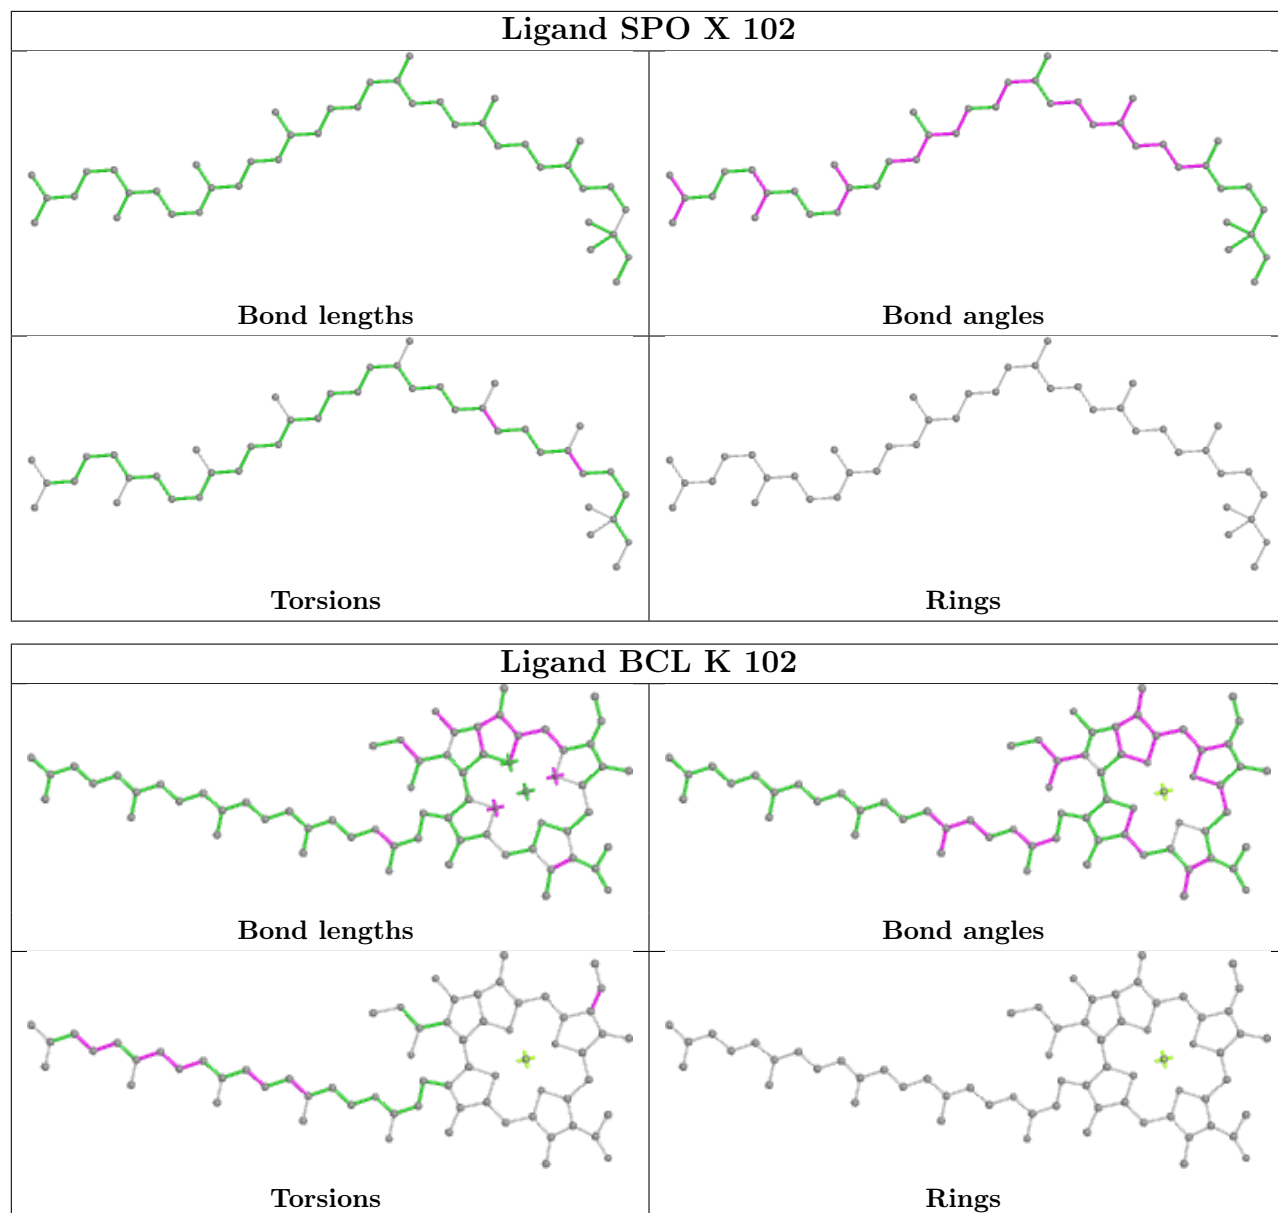 Ligand SPO X 102
Bond lengths
Bond angles
Torsions
Rings
Ligand BCL K 102
Bond lengths
Bond angles
Torsions
Rings